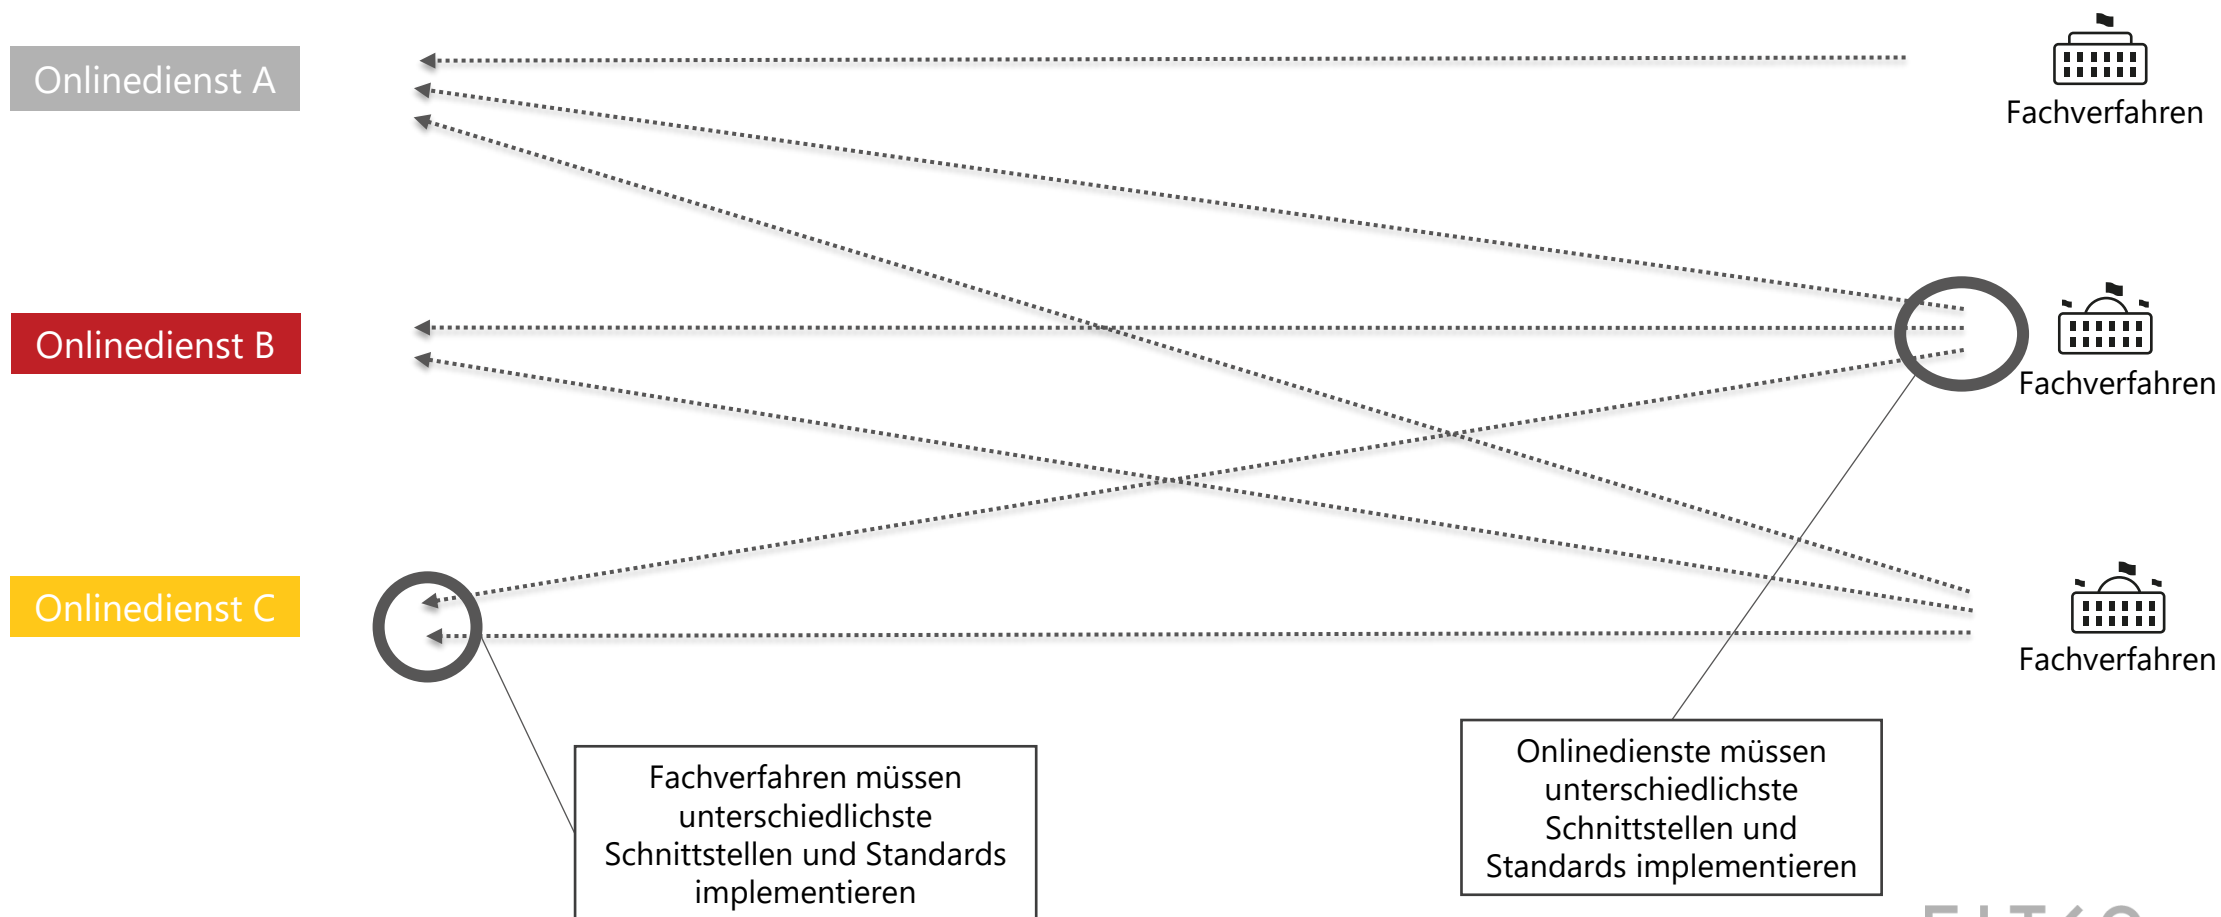 Onlinedienst A
Fachverfahren
Onlinedienst B
Fachverfahren
Onlinedienst C
Fachverfahren
Fachverfahren müssen
unterschiedlichste
Schnittstellen und Standards
implementieren
Onlinedienste müssen
unterschiedlichste
Schnittstellen und
Standards implementieren